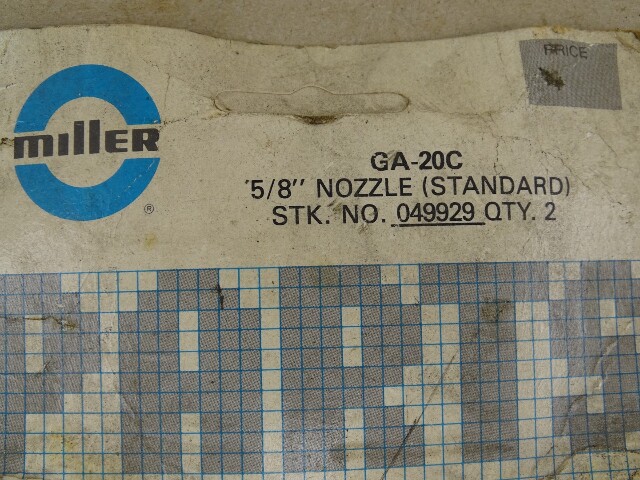 PRICE
miller
®
GA-20C
5/8" NOZZLE (STANDARD)
STK. NO. 049929 QTY. 2